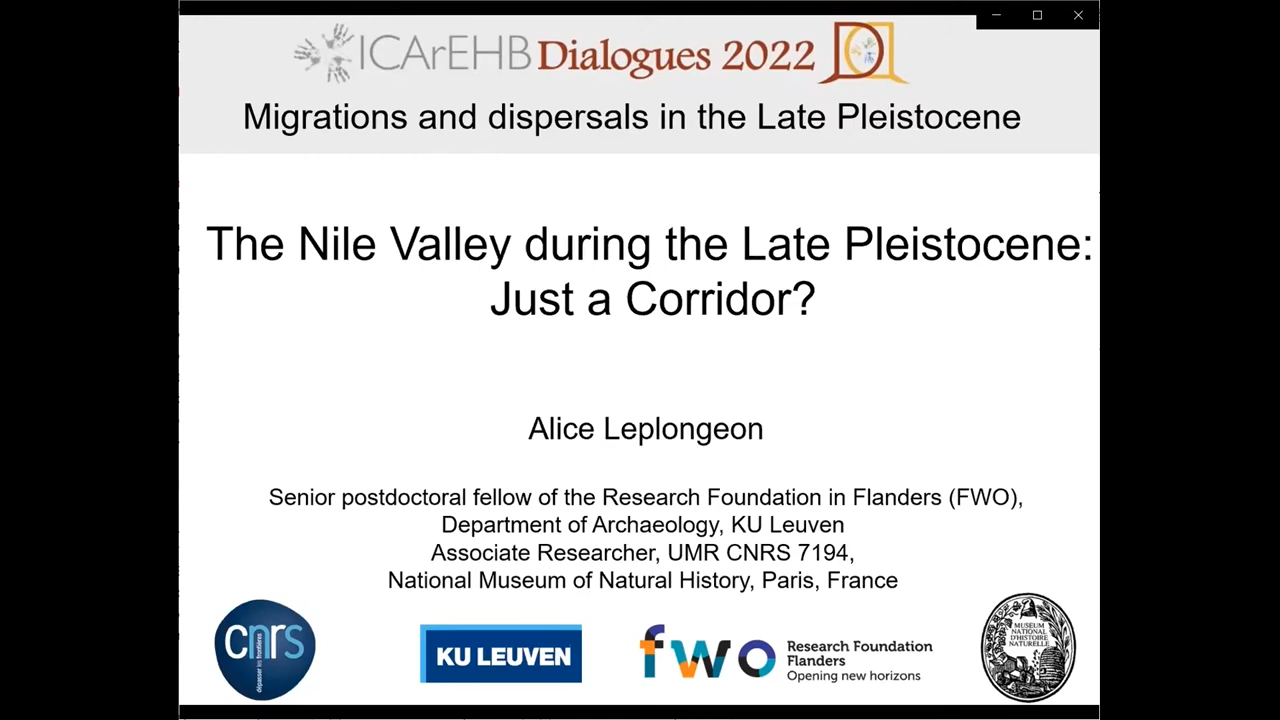 ICArEHB Dialogues 2022
Migrations and dispersals in the Late Pleistocene
The Nile Valley during the Late Pleistocene:
Just a Corridor?
Alice Leplongeon
Senior postdoctoral fellow of the Research Foundation in Flanders (FWO),
Department of Archaeology, KU Leuven
Associate Researcher, UMR CNRS 7194,
National Museum of Natural History, Paris, France
cnrs
dépasser les frontières
KU LEUVEN
fwo
Research Foundation
Flanders
Opening new horizons
MUSEUM
NATIONAL
D'HISTOIRE
NATURELLE